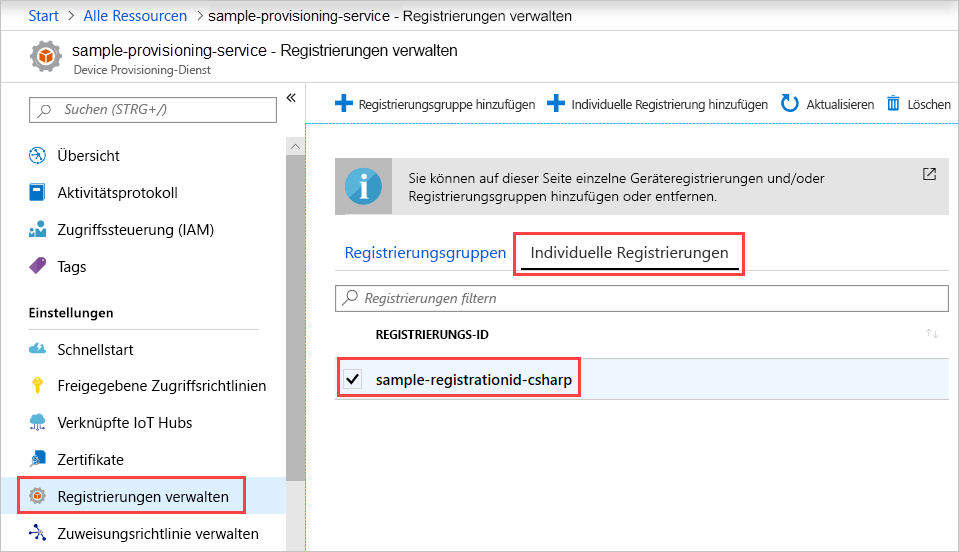 Start > Alle Ressourcen > sample-provisioning-service - Registrierungen verwalten
sample-provisioning-service - Registrierungen verwalten
Device Provisioning-Dienst
Suchen (STRG+/)
«
Übersicht
Aktivitätsprotokoll
Zugriffssteuerung (IAM)
Tags
Einstellungen
Schnellstart
Freigegebene Zugriffsrichtlinien
Verknüpfte IoT Hubs
Zertifikate
Registrierungen verwalten
Zuweisungsrichtlinie verwalten
Registrierungsgruppe hinzufügen
Individuelle Registrierung hinzufügen
Aktualisieren
Löschen
Sie können auf dieser Seite einzelne Geräteregistrierungen und/oder
Registrierungsgruppen hinzufügen oder entfernen.
Registrierungsgruppen
Individuelle Registrierungen
Registrierungen filtern
REGISTRIERUNGS-ID
sample-registrationid-csharp